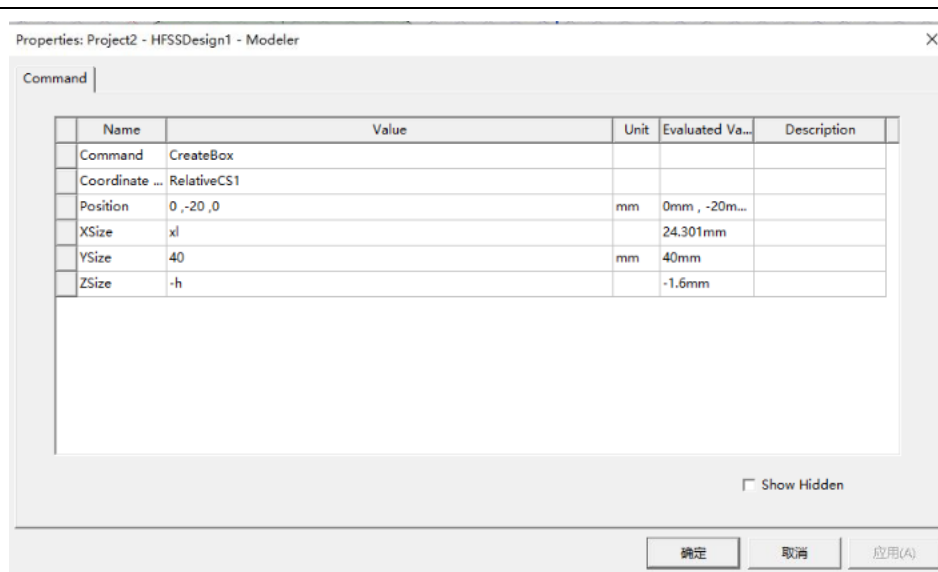 Properties: Project2 - HFSSDesign1 - Modeler
Command
Name Value Unit Evaluated Va... Description
Command CreateBox
Coordinate ... RelativeCS1
Position 0 ,-20 ,0 mm 0mm , -20m...
XSize xl 24.301mm
YSize 40 mm 40mm
ZSize -h -1.6mm
Show Hidden
确定 取消 应用(A)